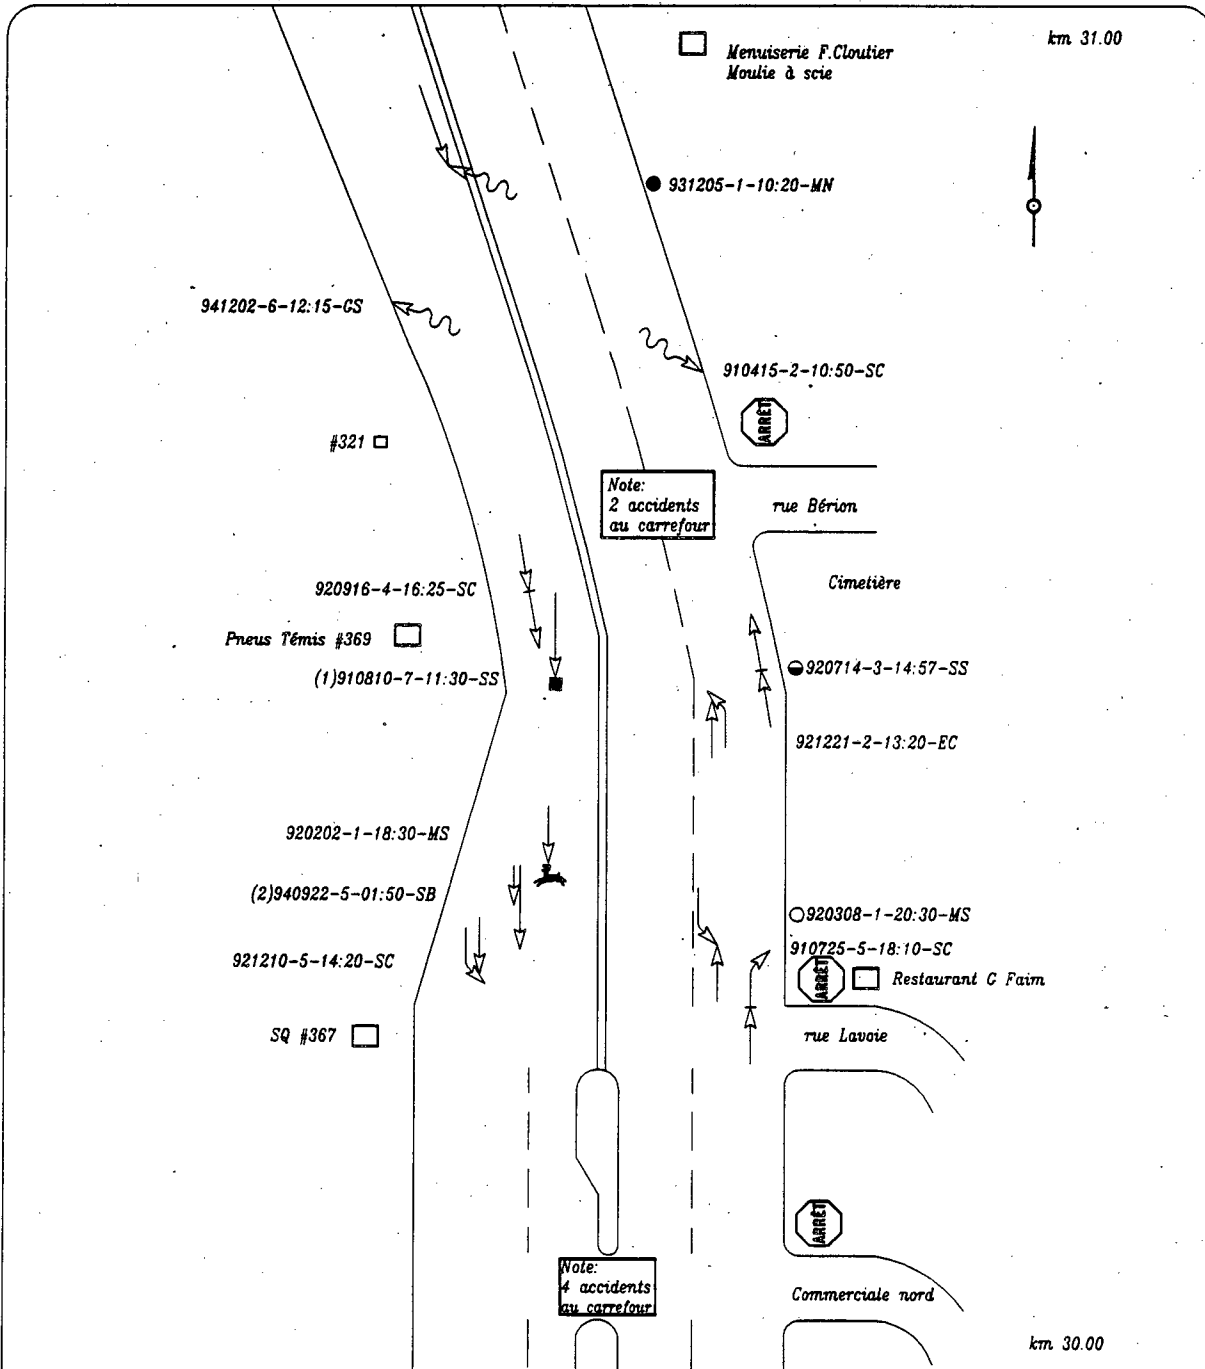 km 31.00
Menuiserie F.Cloutier
Moulie à scie
931205-1-10:20-MN
941202-6-12:15-GS
910415-2-10:50-SC
ARRÊT
#321
Note:
2 accidents
au carrefour
rue Bérion
Cimetière
920916-4-16:25-SC
Pneus Témis #369
(1)910810-7-11:30-SS
920714-3-14:57-SS
921221-2-13:20-EC
920202-1-18:30-MS
(2)940922-5-01:50-SB
920308-1-20:30-MS
910725-5-18:10-SC
921210-5-14:20-SC
ARRÊT
Restaurant G Faim
SQ #367
rue Lavoie
ARRÊT
Note:
4 accidents
au carrefour
Commerciale nord
km 30.00